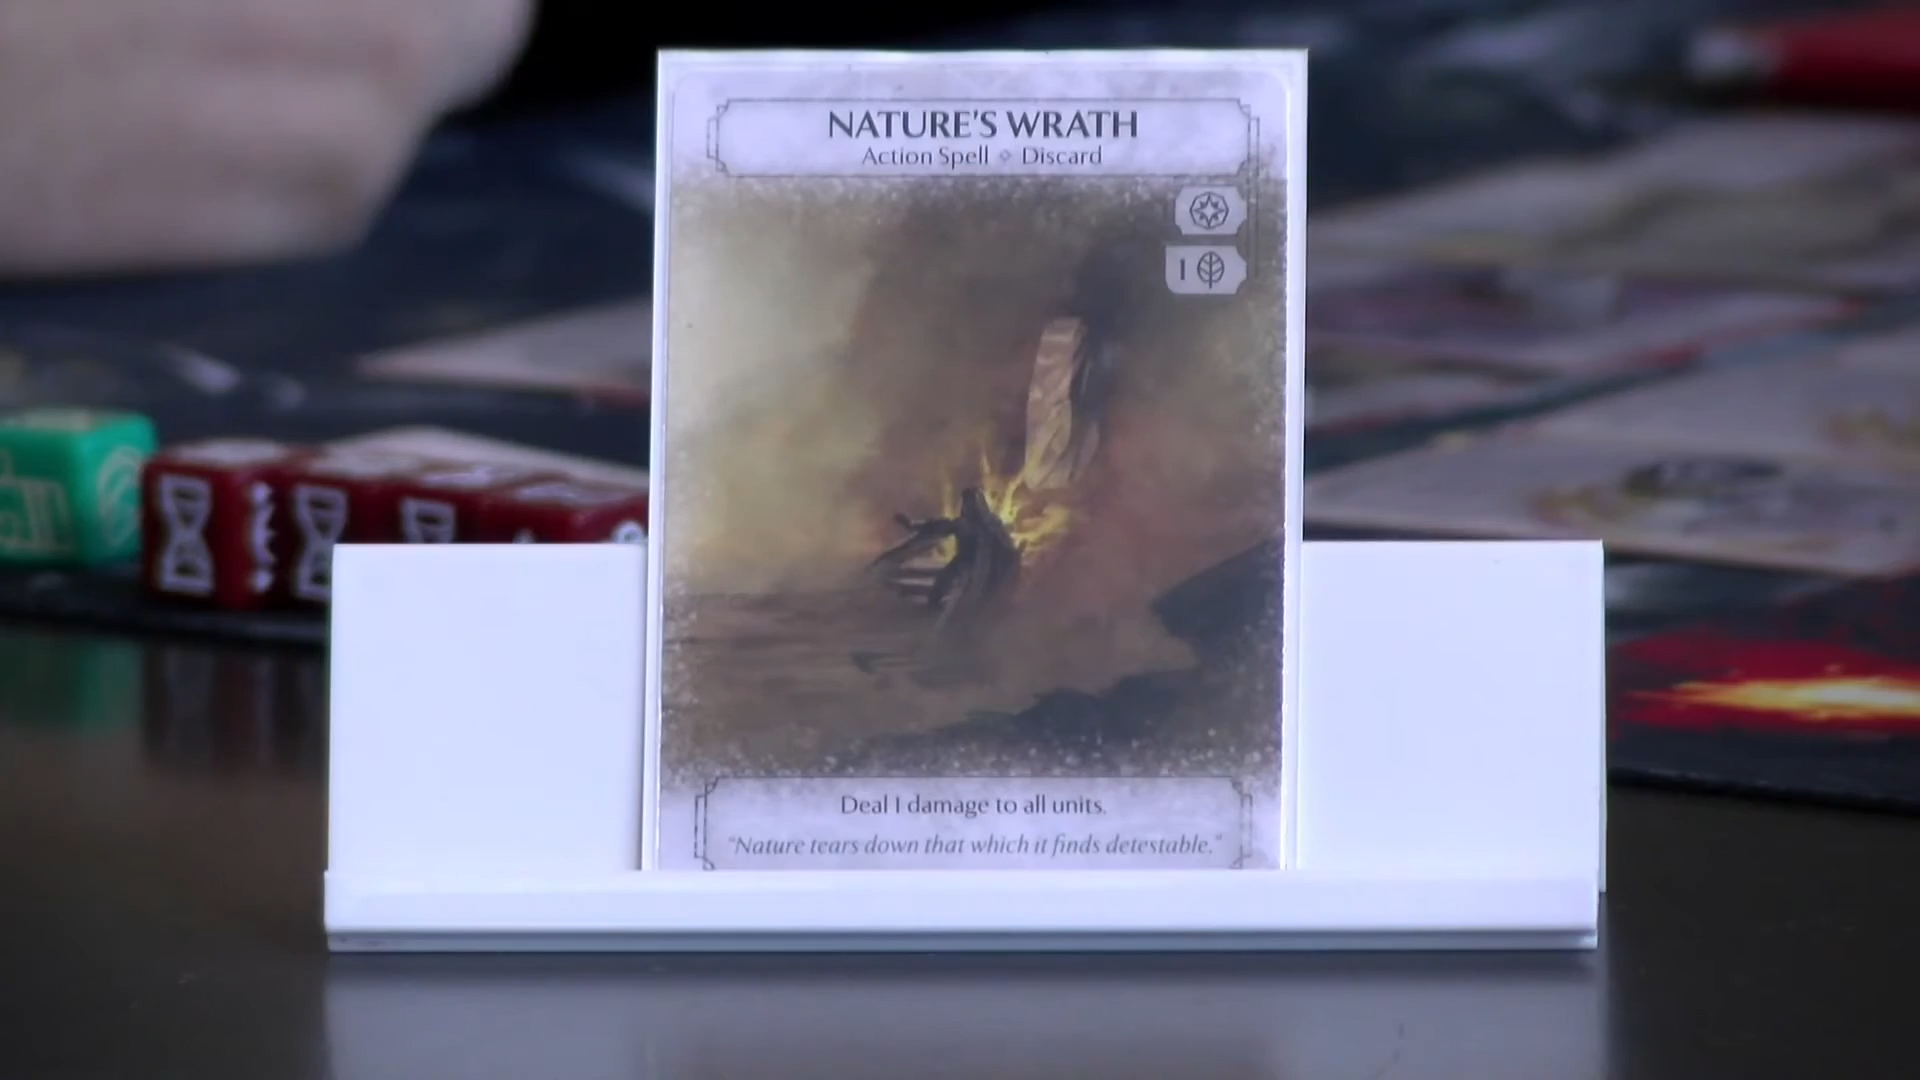 NATURE'S WRATH
Action Spell ◇ Discard
1
Deal 1 damage to all units.
"Nature tears down that which it finds detestable."